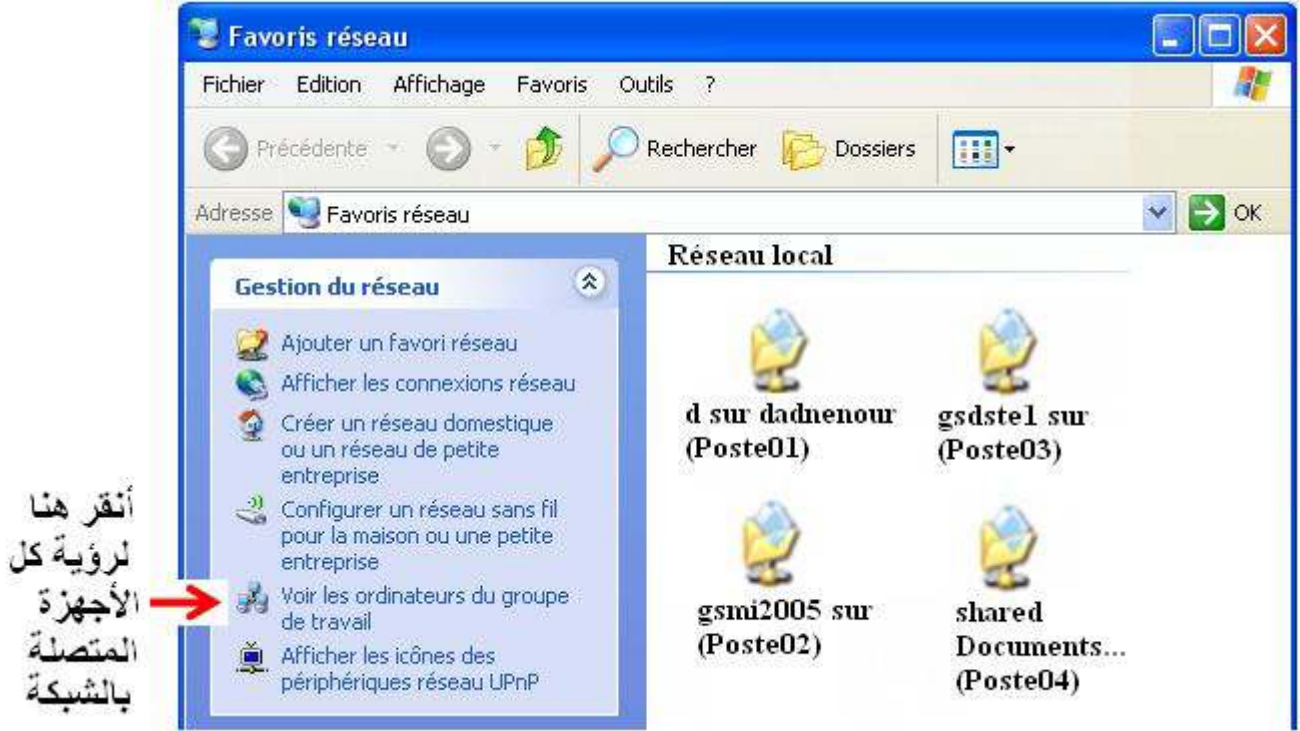 Favoris réseau
Fichier Edition Affichage Favoris Outils ?
Précédente Rechercher Dossiers
Adresse Favoris réseau OK
Gestion du réseau
Ajouter un favori réseau
Afficher les connexions réseau
Créer un réseau domestique
ou un réseau de petite
entreprise
Configurer un réseau sans fil
pour la maison ou une petite
entreprise
Voir les ordinateurs du groupe
de travail
Afficher les icônes des
périphériques réseau UPnP
Réseau local
d sur dadnenour
(Poste01)
gsdste1 sur
(Poste03)
gsmi2005 sur
(Poste02)
shared
Documents...
(Poste04)
أنقر هنا
لرؤية كل
الأجهزة
المتصلة
بالشبكة